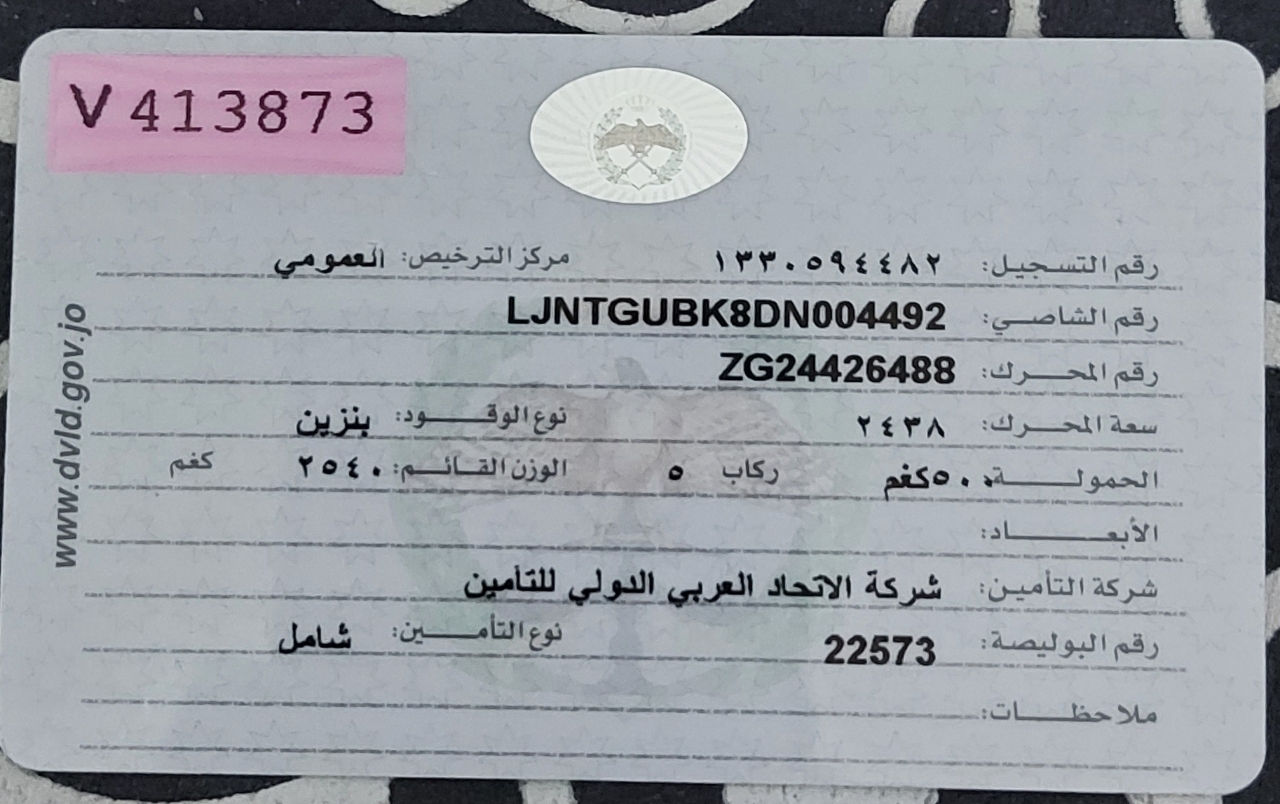 V 413873
رقم التسجيل: ١٣٣٠٥٩٤٤٨٢ مركز الترخيص: العمومي
رقم الشاصي: LJNTGUBK8DN004492
رقم المحرك: ZG24426488
سعة المحرك: ٢٤٣٨ نوع الوقود: بنزين
الحمولة ٥٠٠كغم ركاب ٥ الوزن القائم: ٢٥٤٠ كغم
الأبعاد:
شركة التأمين: شركة الاتحاد العربي الدولي للتأمين
رقم البوليصة: 22573 نوع التأمين: شامل
ملاحظات:
www.dvld.gov.jo